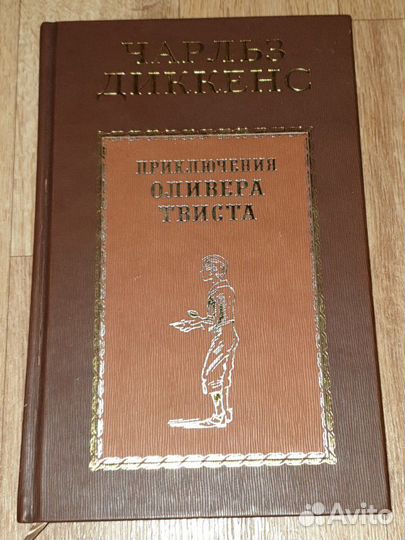 ЧАРЛЬЗ
ДИККЕНС
ПРИКЛЮЧЕНИЯ
ОЛИВЕРА
ТВИСТА
Avito